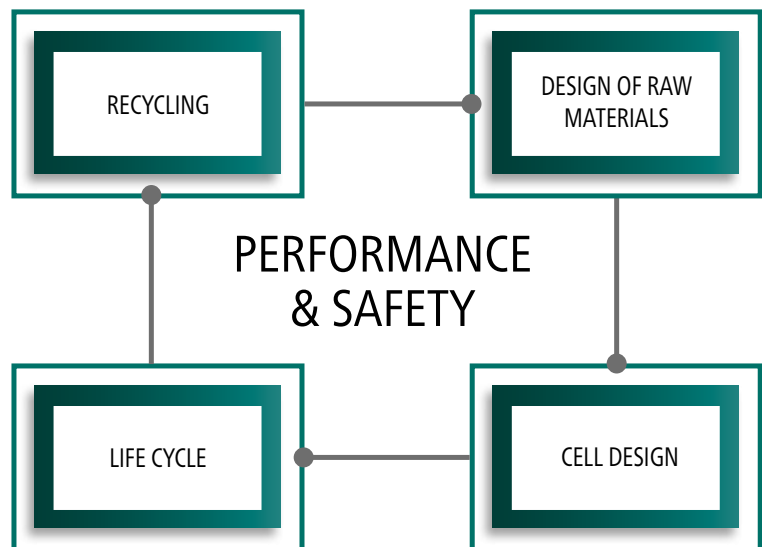 RECYCLING
DESIGN OF RAW
MATERIALS
PERFORMANCE
& SAFETY
LIFE CYCLE
CELL DESIGN